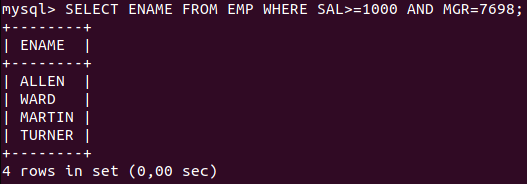 mysql> SELECT ENAME FROM EMP WHERE SAL>=1000 AND MGR=7698;
+--------+
| ENAME  |
+--------+
| ALLEN  |
| WARD   |
| MARTIN |
| TURNER |
+--------+
4 rows in set (0,00 sec)